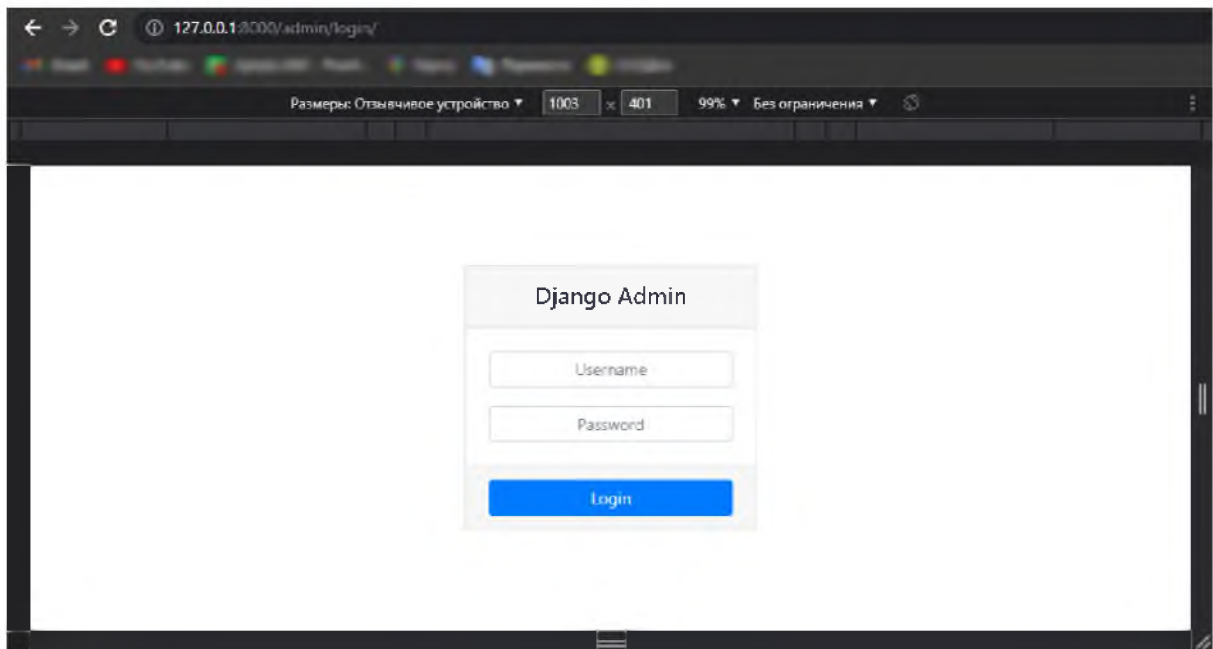 127.0.0.1:8000/admin/login/
YouTube
Размеры: Отзывчивое устройство 1003 x 401 99% Без ограничения
Django Admin
Username
Password
Login